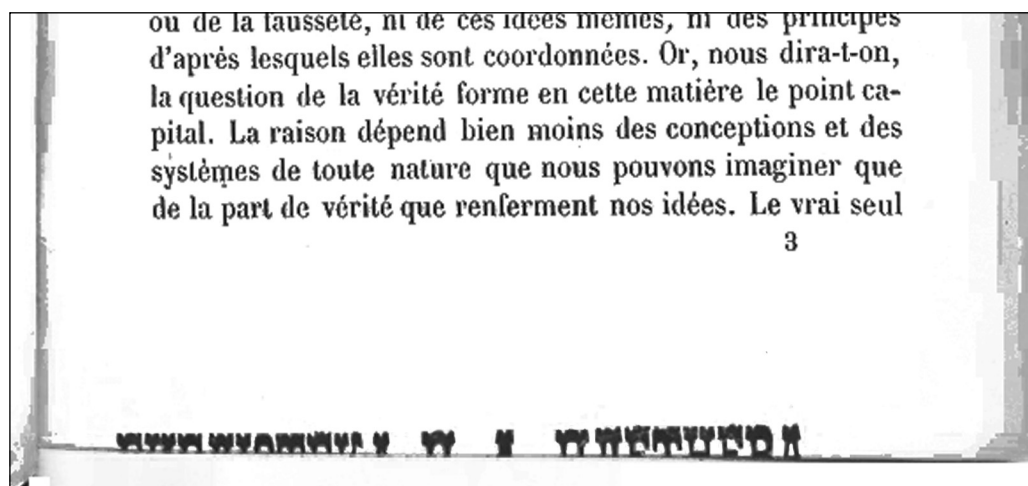 ou de la fausseté, ni de ces idées mêmes, ni des principes
d'après lesquels elles sont coordonnées. Or, nous dira-t-on,
la question de la vérité forme en cette matière le point ca-
pital. La raison dépend bien moins des conceptions et des
systèmes de toute nature que nous pouvons imaginer que
de la part de vérité que renferment nos idées. Le vrai seul
3